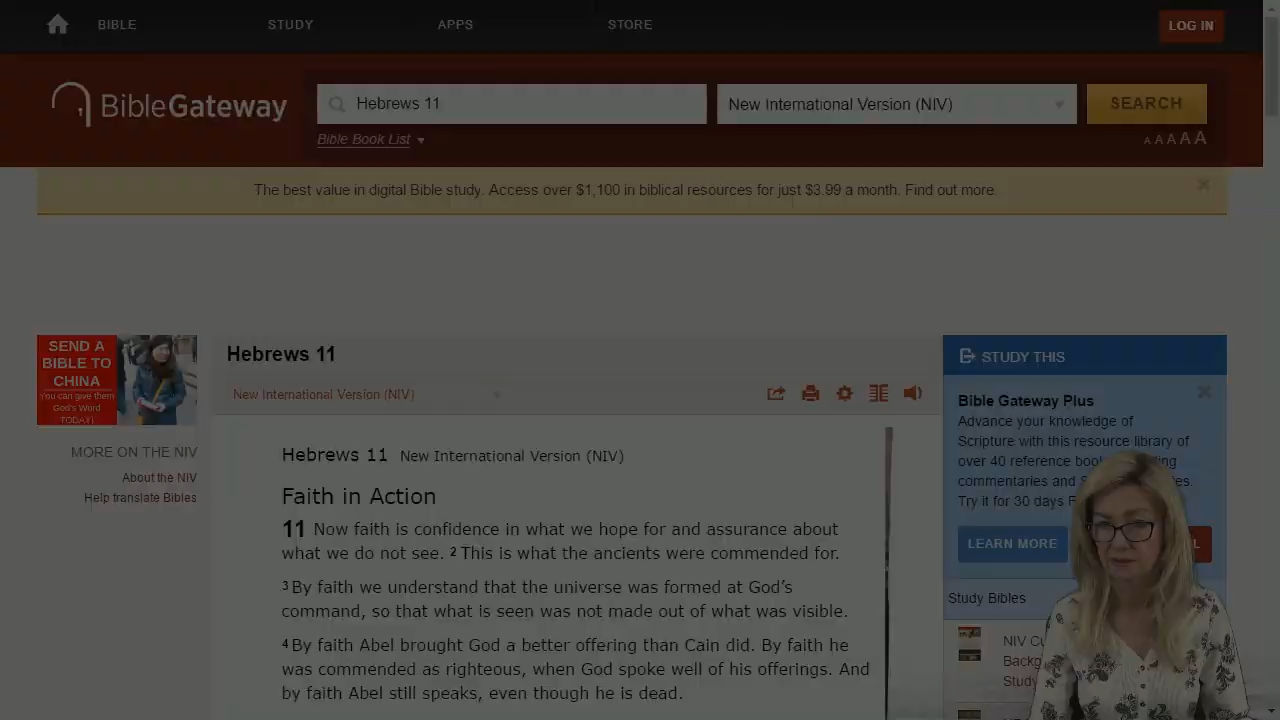 BIBLE STUDY APPS STORE LOG IN
BibleGateway
Hebrews 11
New International Version (NIV)
SEARCH
Bible Book List
A A A A A
The best value in digital Bible study. Access over $1,100 in biblical resources for just $3.99 a month. Find out more.
SEND A
BIBLE TO
CHINA
You can give them
God's Word
TODAY!
MORE ON THE NIV
About the NIV
Help translate Bibles
Hebrews 11
New International Version (NIV)
Hebrews 11 New International Version (NIV)
Faith in Action
11 Now faith is confidence in what we hope for and assurance about
what we do not see. 2 This is what the ancients were commended for.
3 By faith we understand that the universe was formed at God's
command, so that what is seen was not made out of what was visible.
4 By faith Abel brought God a better offering than Cain did. By faith he
was commended as righteous, when God spoke well of his offerings. And
by faith Abel still speaks, even though he is dead.
STUDY THIS
Bible Gateway Plus
Advance your knowledge of
Scripture with this resource library of
over 40 reference
commentaries and
Try it for 30 days
LEARN MORE
Study Bibles
NIV
Study